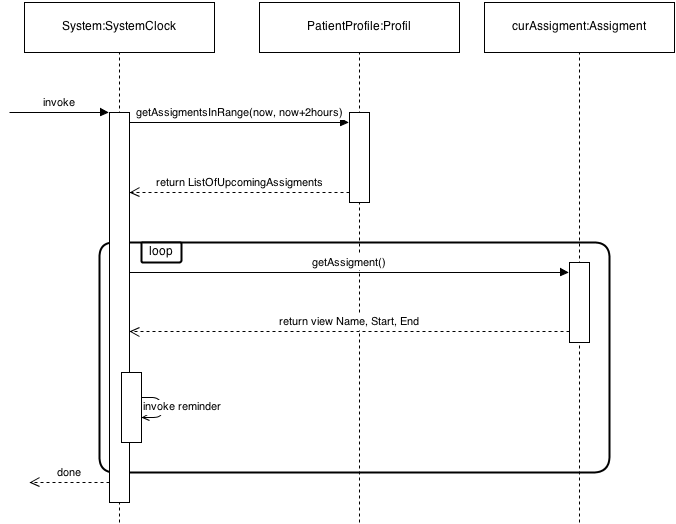 System:SystemClock
PatientProfile:Profil
curAssigment:Assigment
invoke
getAssigmentsInRange(now, now+2hours)
return ListOfUpcomingAssigments
loop
getAssigment()
return view Name, Start, End
invoke reminder
done